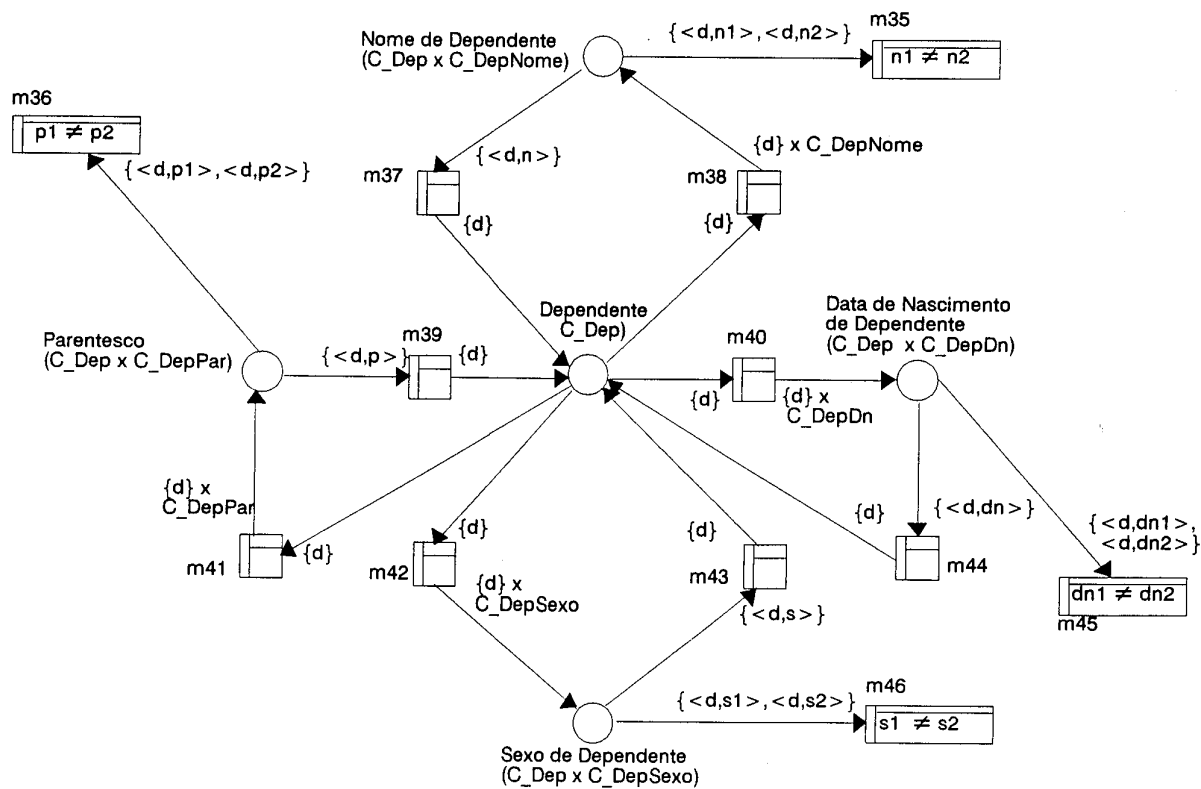 Nome de Dependente
(C_Dep x C_DepNome)
{<d,n1>,<d,n2>}
m35
n1 ≠ n2
m36
p1 ≠ p2
{<d,p1>,<d,p2>}
{<d,n>}
m37
{d}
{d} x C_DepNome
m38
{d}
Parentesco
(C_Dep x C_DepPar)
{<d,p>}
m39
{d}
Dependente
C_Dep)
m40
{d}
{d} x
C_DepDn
Data de Nascimento
de Dependente
(C_Dep x C_DepDn)
{d} x
C_DepPar
m41
{d}
m42
{d}
{d} x
C_DepSexo
{d}
m43
{<d,s>}
{d}
{<d,dn>}
m44
{<d,dn1>,
<d,dn2>}
dn1 ≠ dn2
m45
{<d,s1>,<d,s2>}
m46
s1 ≠ s2
Sexo de Dependente
(C_Dep x C_DepSexo)